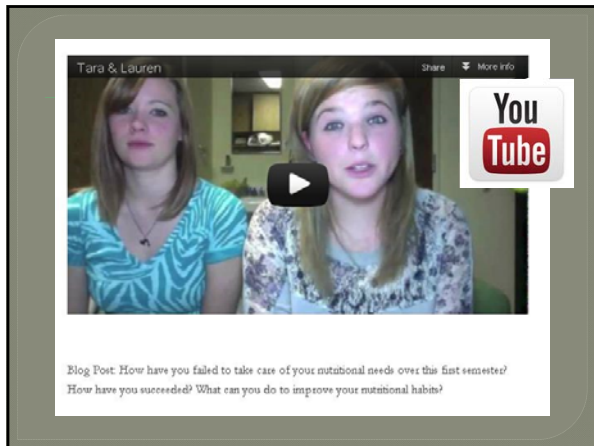 Tara & Lauren
Share
More info
You
Tube
Blog Post: How have you failed to take care of your nutritional needs over this first semester?
How have you succeeded? What can you do to improve your nutritional habits?